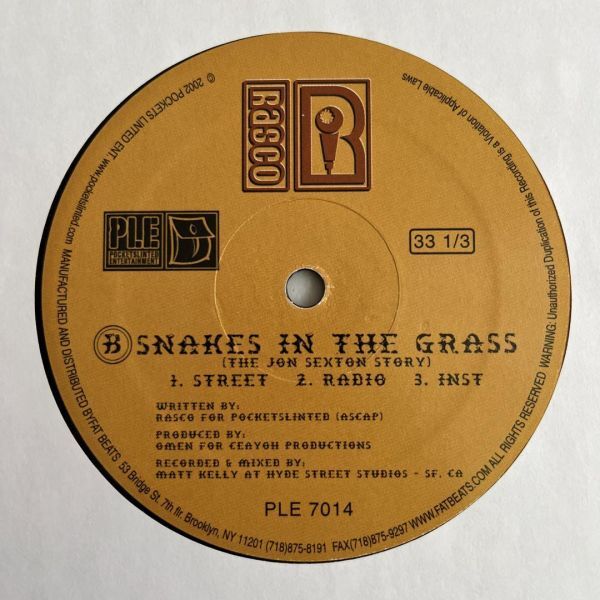 RASCO
R
PLE
POCKETSLINTED
ENTERTAINMENT
33 1/3
B SNAKES IN THE GRASS
(THE JON SEXTON STORY)
1. STREET 2. RADIO 3. INST
WRITTEN BY:
RASCO FOR POCKETSLINTED (ASCAP)
PRODUCED BY:
OMEN FOR CEAYOH PRODUCTIONS
RECORDED & MIXED BY:
MATT KELLY AT HYDE STREET STUDIOS - SF. CA
PLE 7014
© 2002 POCKETS LINTED ENT www.pocketslinted.com MANUFACTURED AND DISTRIBUTED BYFAT BEATS 53 Bridge St. 7th flr. Brooklyn, NY 11201 (718)875-8191 FAX(718)875-9297 WWW.FATBEATS.COM ALL RIGHTS RESERVED WARNING: Unauthorized Duplication of this Recording is a Violation of Applicable Laws